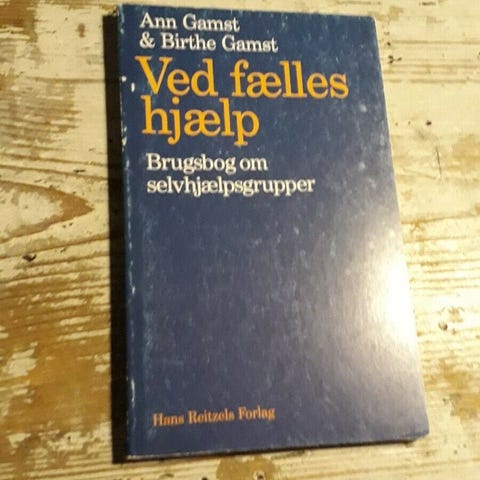 Ann Gamst
& Birthe Gamst
Ved fælles
hjælp
Brugsbog om
selvhjælpsgrupper
Hans Reitzels Forlag